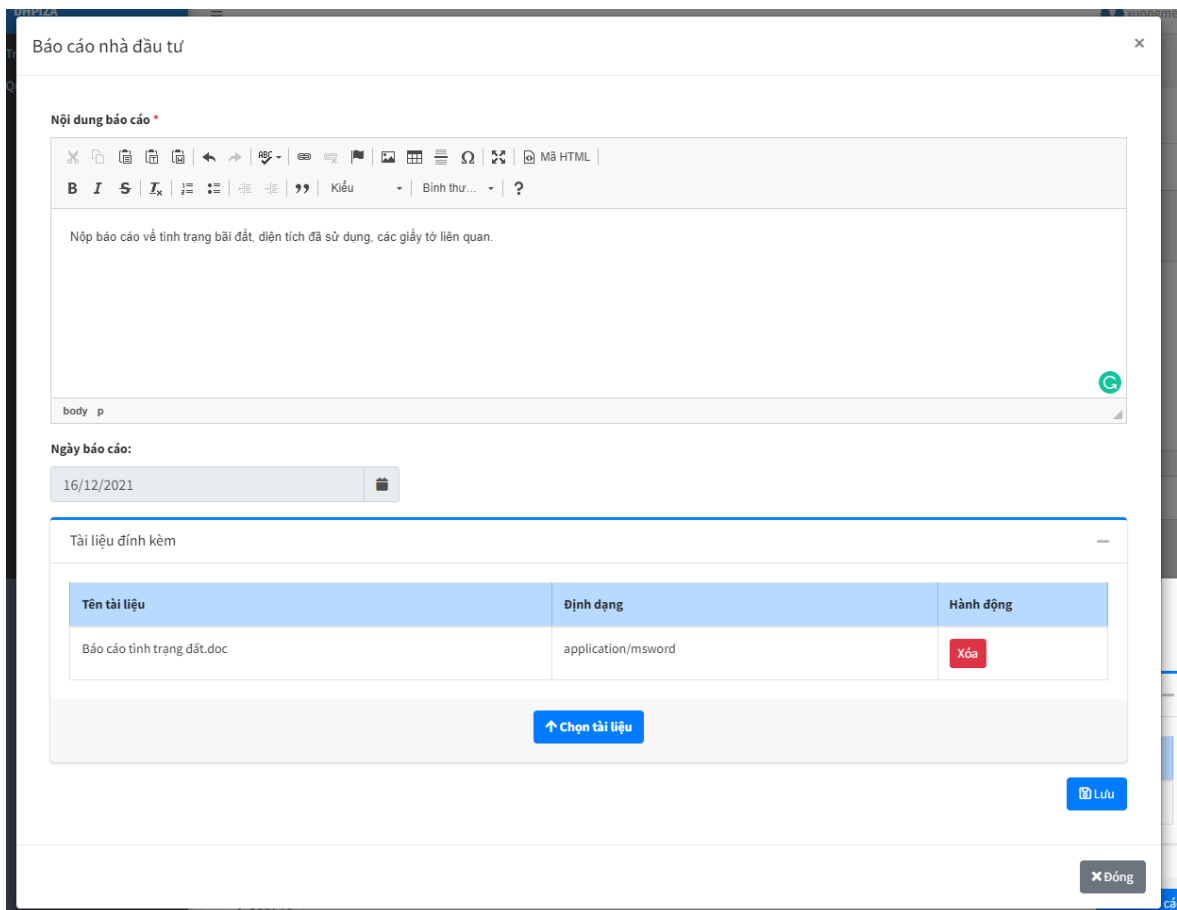 DHPIZA
xuongme
Báo cáo nhà đầu tư
×
Nội dung báo cáo *
Mã HTML
B I S Kiểu Bình thư... ?
Nộp báo cáo về tình trạng bãi đất, diện tích đã sử dụng, các giấy tờ liên quan.
body p
Ngày báo cáo:
16/12/2021
Tài liệu đính kèm
Tên tài liệu Định dạng Hành động
Báo cáo tình trạng đất.doc application/msword Xóa
Chọn tài liệu
Lưu
Đóng